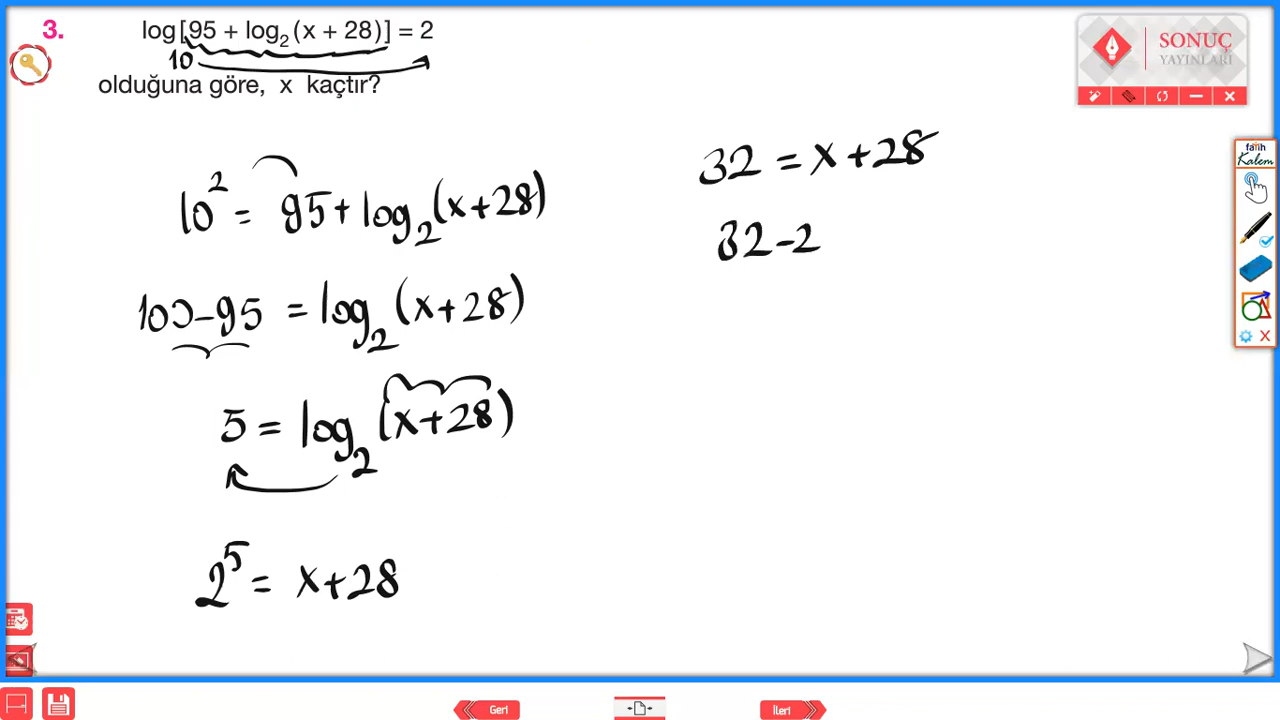 3.
log[95 + log₂(x + 28)] = 2
10
olduğuna göre, x kaçtır?
10² = 95 + log₂(x+28)
100-95 = log₂(x+28)
5 = log₂(x+28)
2⁵ = x+28
32 = x+28
32-2
SONUÇ
YAYINLARI
fatih
Kalem
Geri
İleri